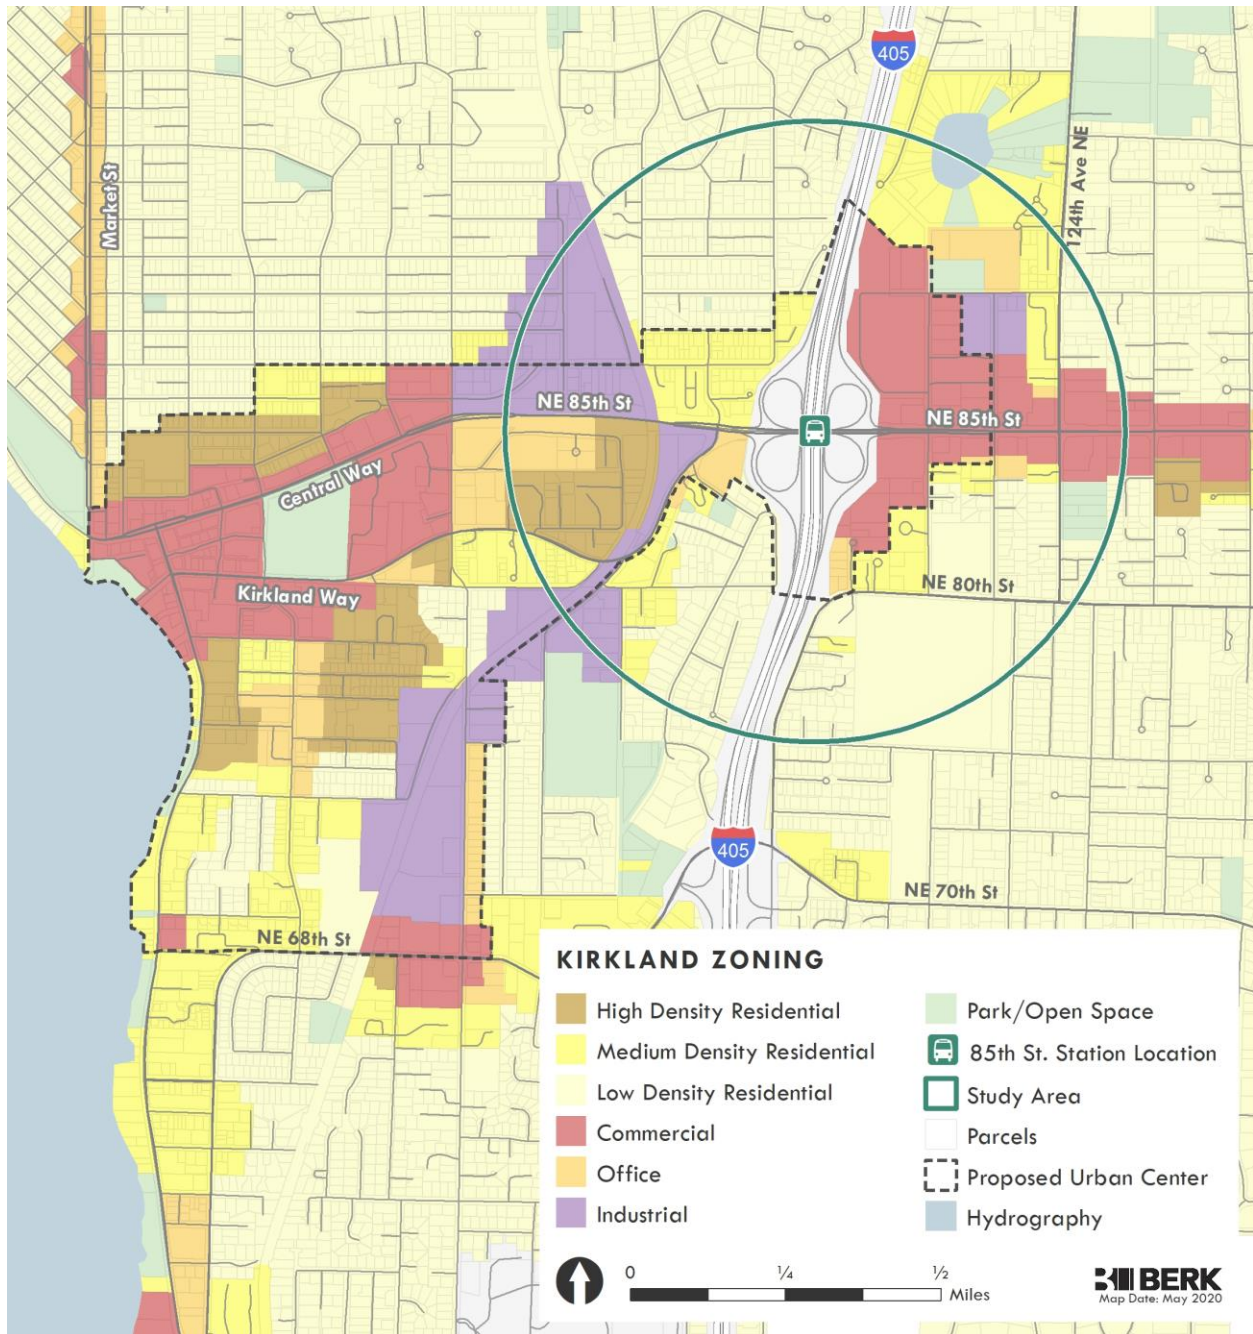 405
124th Ave NE
Market St
NE 85th St
NE 85th St
Central Way
Kirkland Way
NE 80th St
405
NE 70th St
NE 68th St
KIRKLAND ZONING
High Density Residential
Medium Density Residential
Low Density Residential
Commercial
Office
Industrial
Park/Open Space
85th St. Station Location
Study Area
Parcels
Proposed Urban Center
Hydrography
0 ¼ ½
Miles
BERK
Map Date: May 2020